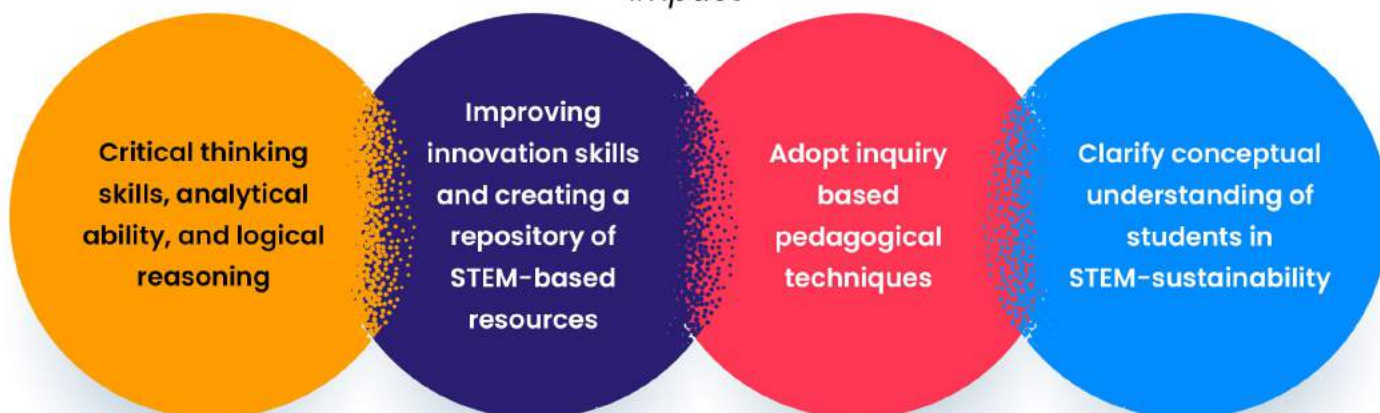 Impact
Critical thinking
skills, analytical
ability, and logical
reasoning
Improving
innovation skills
and creating a
repository of
STEM-based
resources
Adopt inquiry
based
pedagogical
techniques
Clarify conceptual
understanding of
students in
STEM-sustainability